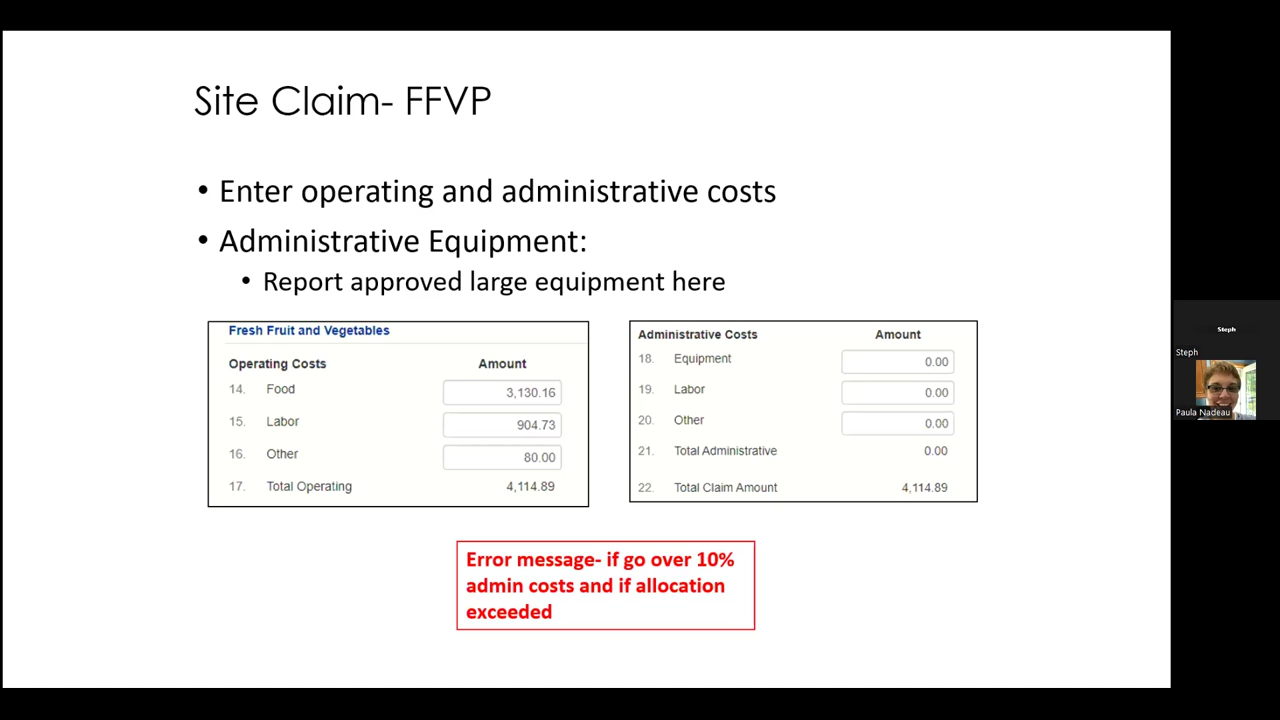 Site Claim- FFVP
• Enter operating and administrative costs
• Administrative Equipment:
• Report approved large equipment here
Fresh Fruit and Vegetables
Operating Costs Amount
14. Food 3,130.16
15. Labor 904.73
16. Other 80.00
17. Total Operating 4,114.89
Administrative Costs Amount
18. Equipment 0.00
19. Labor 0.00
20. Other 0.00
21. Total Administrative 0.00
22. Total Claim Amount 4,114.89
Error message- if go over 10%
admin costs and if allocation
exceeded
Steph
Steph
Paula Nadeau